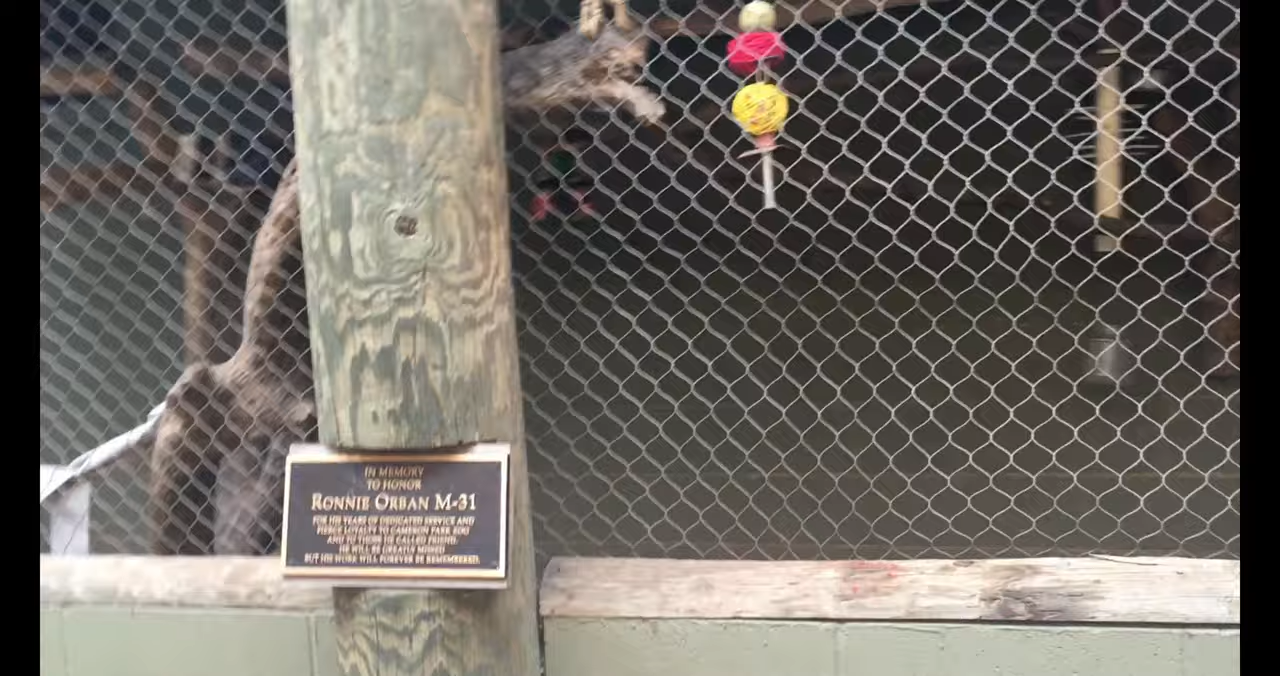 IN MEMORY
TO HONOR
RONNIE ORBAN M-31
FOR HIS YEARS OF DEDICATED SERVICE AND
FIERCE LOYALTY TO CAMERON PARK ZOO
AND TO THOSE HE CALLED FRIEND.
HE WILL BE GREATLY MISSED
BUT HIS WORK WILL FOREVER BE REMEMBERED.